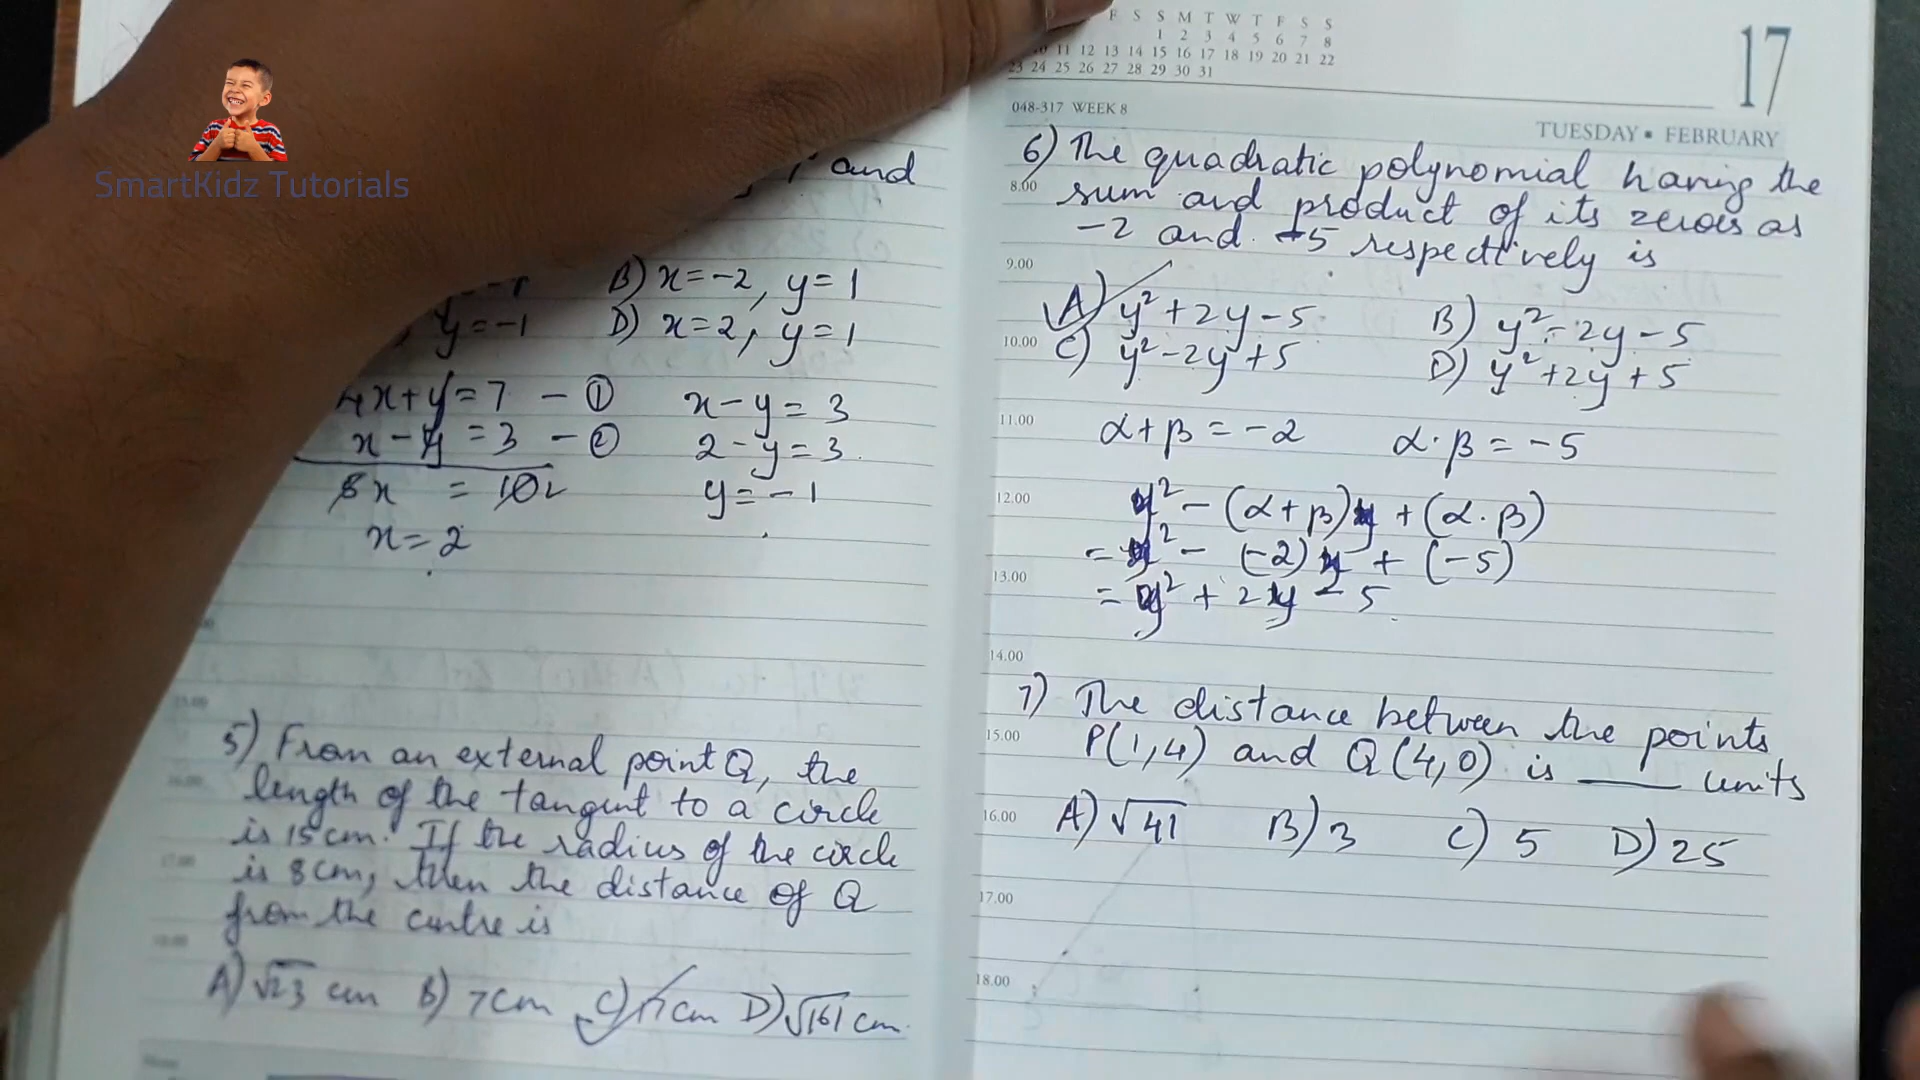 SmartKidz Tutorials
and
B) x=-2, y=1
y=-1 D) x=2, y=1
4x+y=7 - ①
x-y=3 - ②
5x = 10 2
x=2
x-y=3
2-y=3.
y=-1
5) From an external point Q, the
length of the tangent to a circle
is 15cm. If the radius of the circle
is 8cm, then the distance of Q
from the centre is
A) √23 cm B) 7cm C) 17cm D) √161 cm.
F S S M T W T F S S
1 2 3 4 5 6 7 8
10 11 12 13 14 15 16 17 18 19 20 21 22
23 24 25 26 27 28 29 30 31
17
048-317 WEEK 8
TUESDAY • FEBRUARY
6) The quadratic polynomial having the
8.00 sum and product of its zeroes as
-2 and -5 respectively is
9.00
A) y²+2y-5 B) y²-2y-5
10.00 C) y²-2y+5 D) y²+2y+5
11.00 α+β=-2 α·β=-5
12.00 y²-(α+β)y+(α·β)
= y²-(-2)y+(-5)
13.00 = y²+2y-5
14.00
7) The distance between the points
15.00 P(1,4) and Q(4,0) is ____ units
16.00 A) √41 B) 3 C) 5 D) 25
17.00
18.00